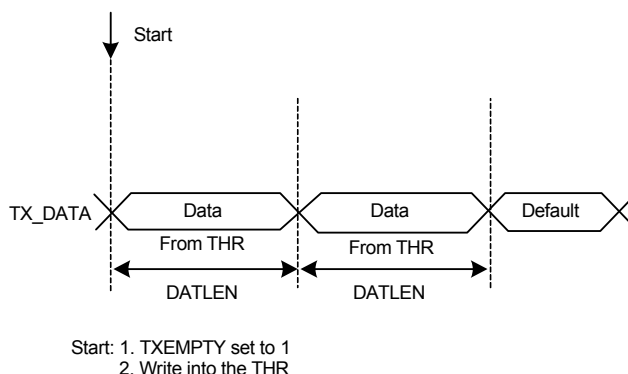 Start
TX_DATA Data Data Default
From THR From THR
DATLEN DATLEN
Start: 1. TXEMPTY set to 1
2. Write into the THR